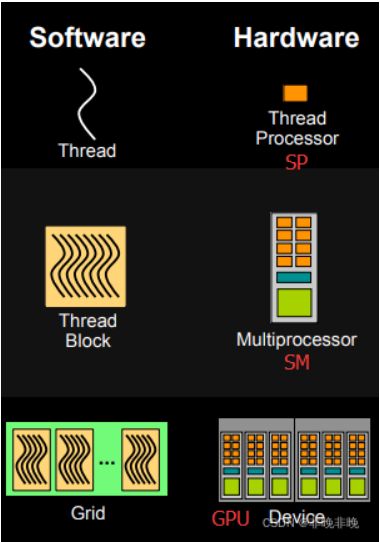 Software Hardware
Thread
Thread
Processor
SP
Thread
Block
Multiprocessor
SM
...
Grid
GPU Device
CSDN @非晚非晚